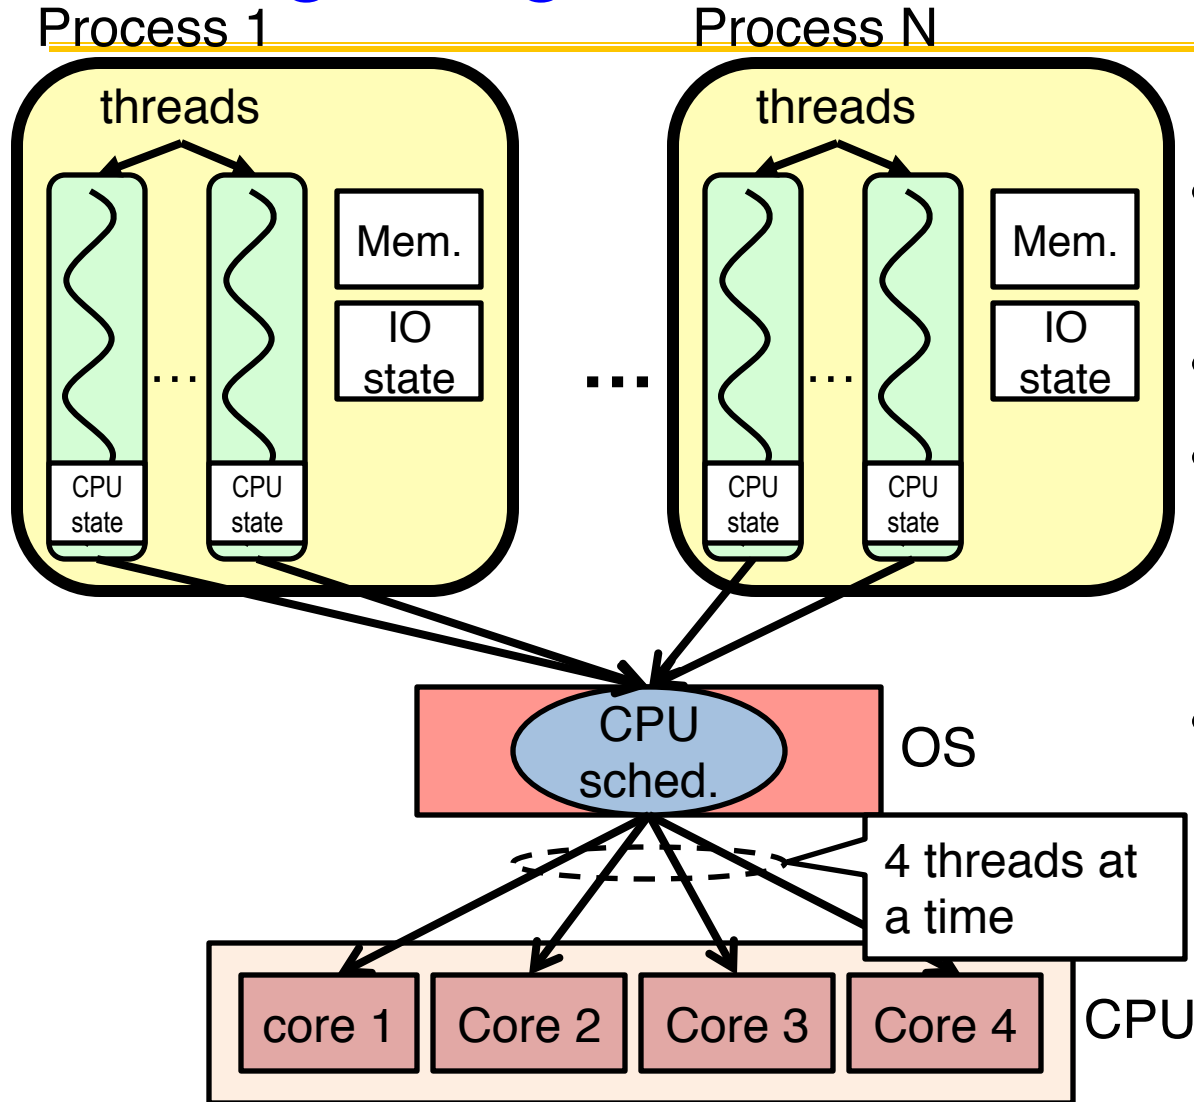 Process 1
Process N
threads
threads
Mem.
Mem.
IO
state
IO
state
...
...
...
CPU
state
CPU
state
CPU
state
CPU
state
CPU
sched.
OS
4 threads at
a time
core 1
Core 2
Core 3
Core 4
CPU